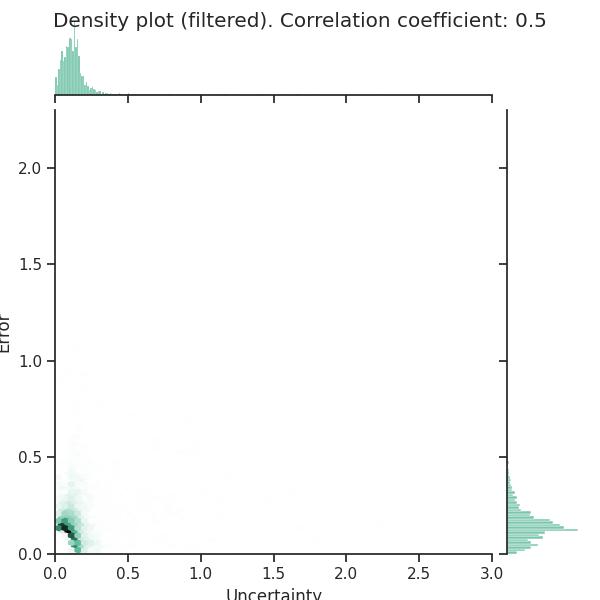 Density plot (filtered). Correlation coefficient: 0.5
2.0
1.5
1.0
0.5
0.0
Error
0.0 0.5 1.0 1.5 2.0 2.5 3.0
Uncertainty